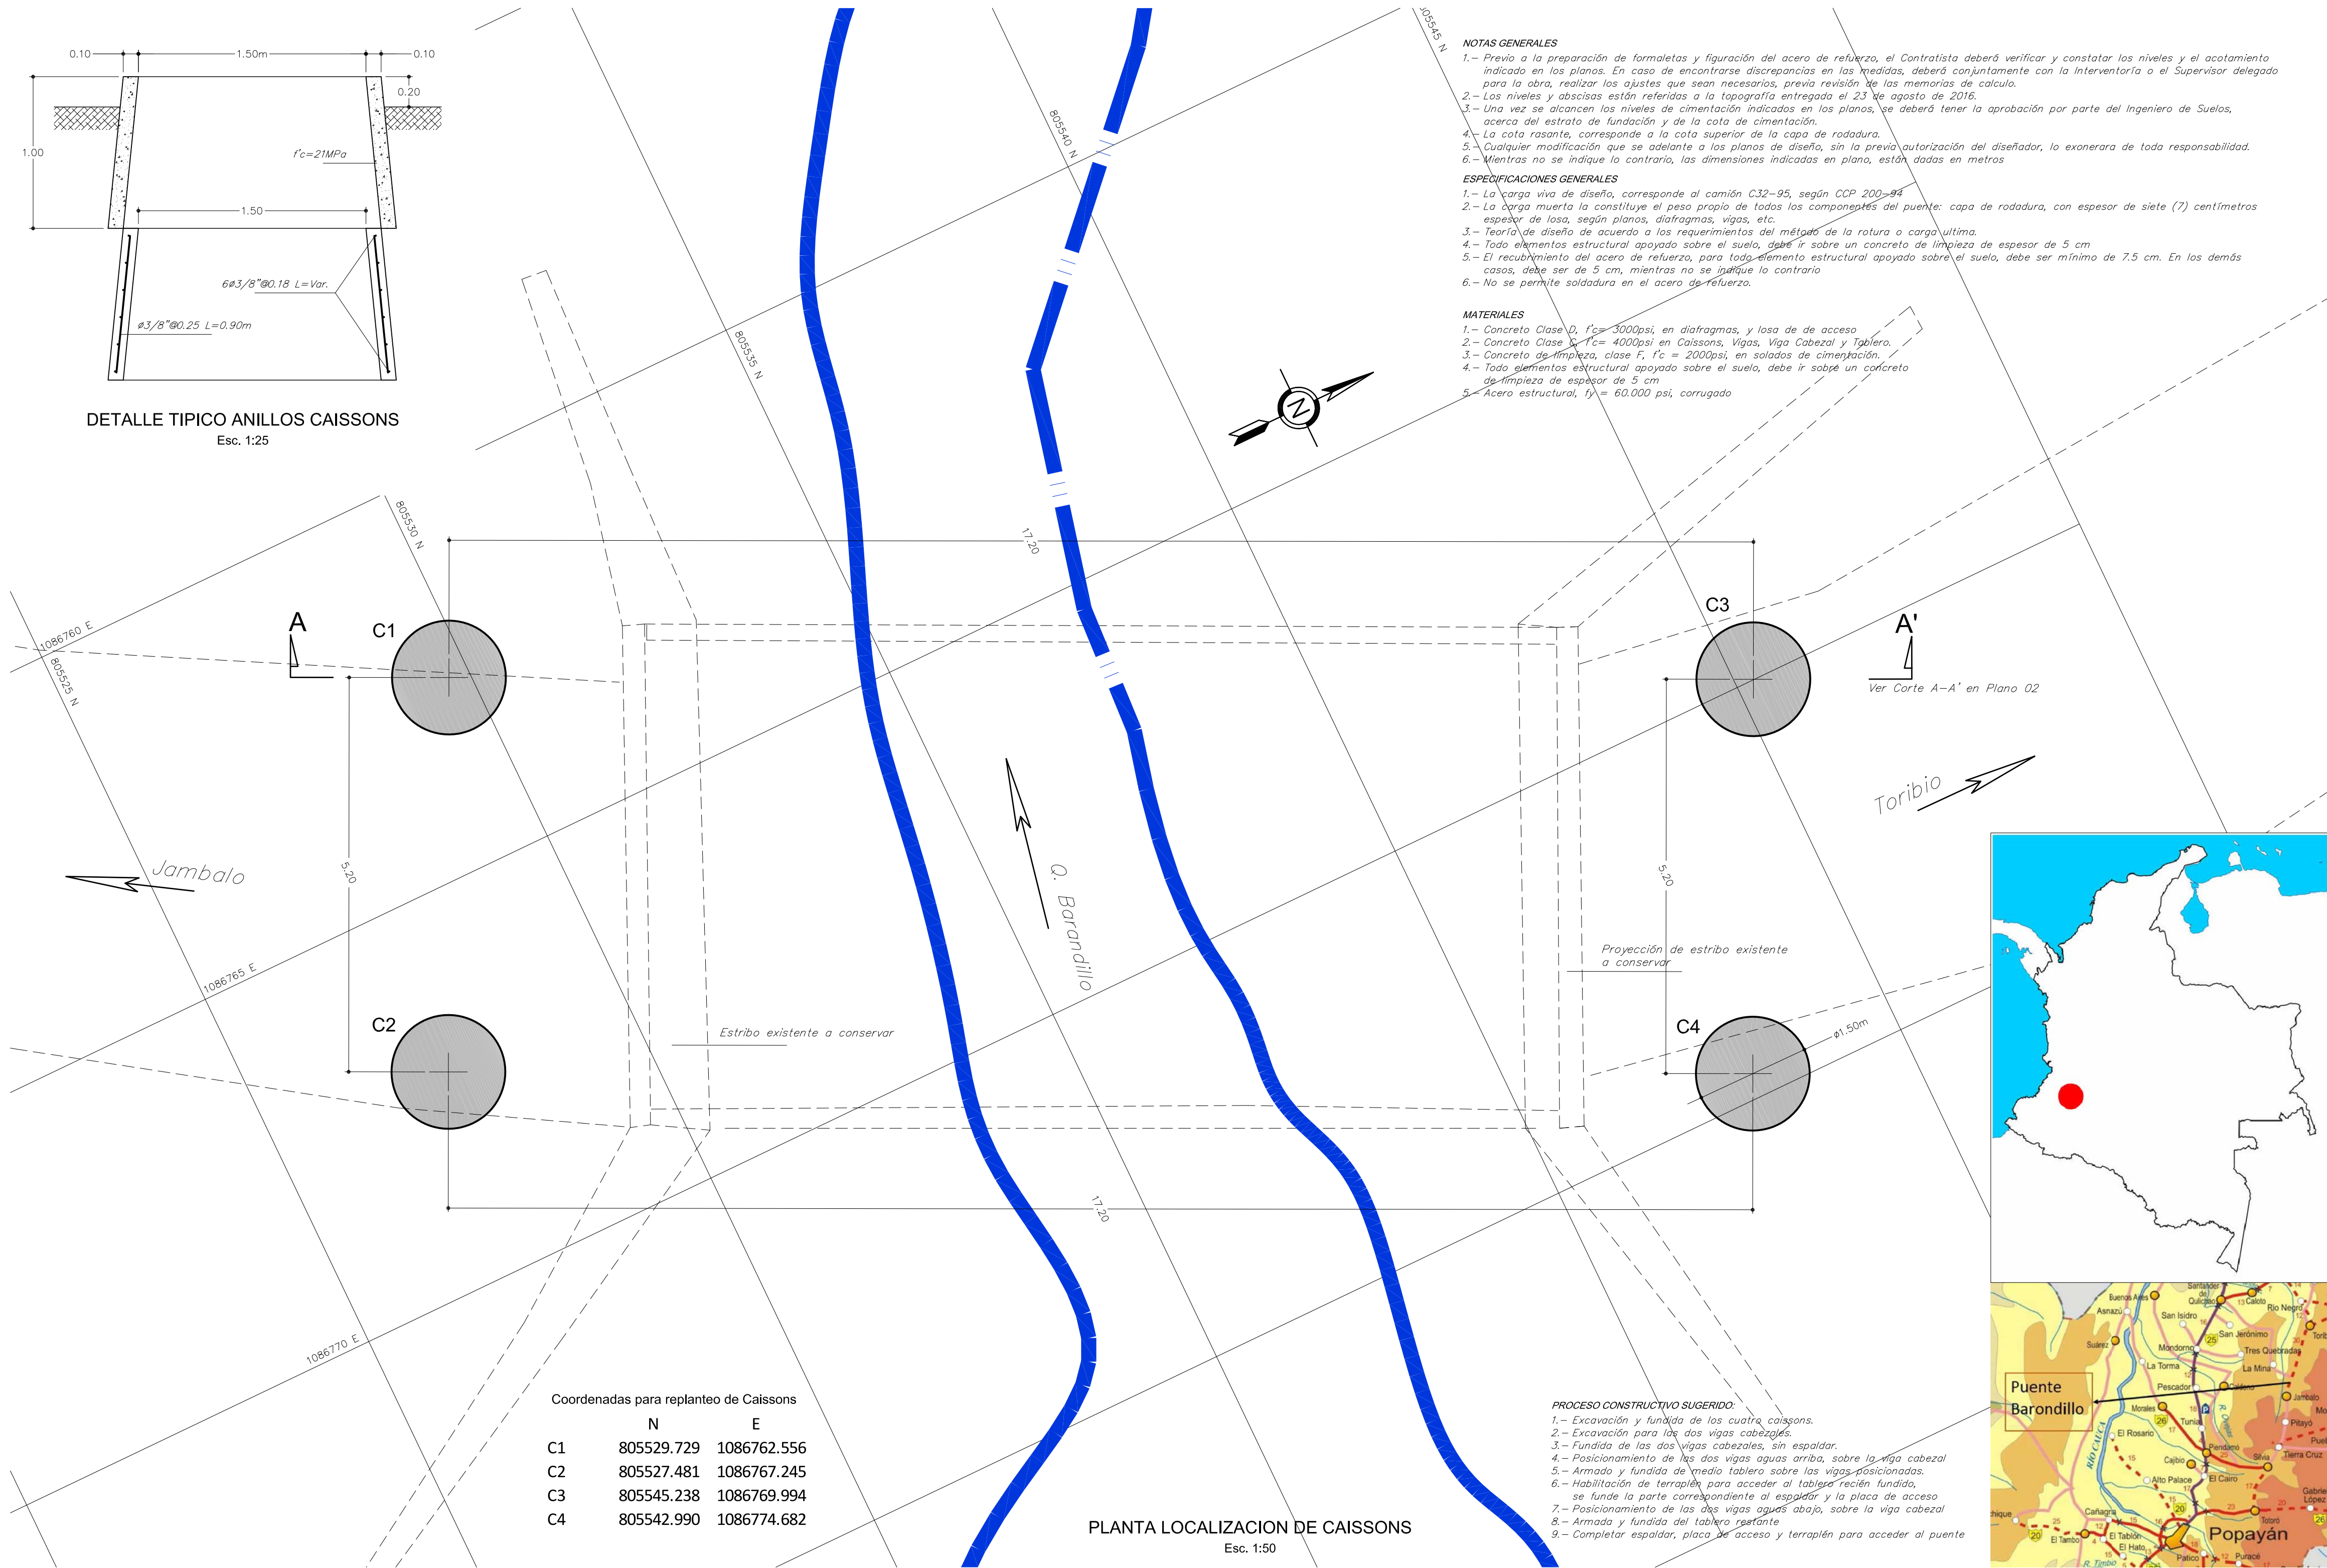 0.10
1.50m
0.10
0.20
1.00
f'c=21MPa
1.50
6ø3/8"@0.18 L=Var.
ø3/8"@0.25 L=0.90m
DETALLE TIPICO ANILLOS CAISSONS
Esc. 1:25
NOTAS GENERALES
1.- Previo a la preparación de formaletas y figuración del acero de refuerzo, el Contratista deberá verificar y constatar los niveles y el acotamiento
indicado en los planos. En caso de encontrarse discrepancias en las medidas, deberá conjuntamente con la Interventoría o el Supervisor delegado
para la obra, realizar los ajustes que sean necesarios, previa revisión de las memorias de calculo.
2.- Los niveles y abscisas están referidas a la topografía entregada el 23 de agosto de 2016.
3.- Una vez se alcancen los niveles de cimentación indicados en los planos, se deberá tener la aprobación por parte del Ingeniero de Suelos,
acerca del estrato de fundación y de la cota de cimentación.
4.- La cota rasante, corresponde a la cota superior de la capa de rodadura.
5.- Cualquier modificación que se adelante a los planos de diseño, sin la previa autorización del diseñador, lo exonerara de toda responsabilidad.
6.- Mientras no se indique lo contrario, las dimensiones indicadas en plano, están dadas en metros
ESPECIFICACIONES GENERALES
1.- La carga viva de diseño, corresponde al camión C32-95, según CCP 200-94
2.- La carga muerta la constituye el peso propio de todos los componentes del puente: capa de rodadura, con espesor de siete (7) centímetros
espesor de losa, según planos, diafragmas, vigas, etc.
3.- Teoría de diseño de acuerdo a los requerimientos del método de la rotura o carga ultima.
4.- Todo elementos estructural apoyado sobre el suelo, debe ir sobre un concreto de limpieza de espesor de 5 cm
5.- El recubrimiento del acero de refuerzo, para todo elemento estructural apoyado sobre el suelo, debe ser mínimo de 7.5 cm. En los demás
casos, debe ser de 5 cm, mientras no se indique lo contrario
6.- No se permite soldadura en el acero de refuerzo.
MATERIALES
1.- Concreto Clase D, f'c= 3000psi, en diafragmas, y losa de de acceso
2.- Concreto Clase C, f'c= 4000psi en Caissons, Vigas, Viga Cabezal y Tablero.
3.- Concreto de limpieza, clase F, f'c = 2000psi, en solados de cimentación.
4.- Todo elementos estructural apoyado sobre el suelo, debe ir sobre un concreto
de limpieza de espesor de 5 cm
5.- Acero estructural, fy = 60.000 psi, corrugado
805545 N
805540 N
805535 N
805530 N
805525 N
1086760 E
1086765 E
1086770 E
N
17.20
A
C1
C3
A'
Ver Corte A-A' en Plano 02
Toribio
Jambalo
5.20
5.20
Q. Barandillo
Proyección de estribo existente
a conservar
C2
C4
ø1.50m
Estribo existente a conservar
17.20
Coordenadas para replanteo de Caissons
N E
C1 805529.729 1086762.556
C2 805527.481 1086767.245
C3 805545.238 1086769.994
C4 805542.990 1086774.682
PLANTA LOCALIZACION DE CAISSONS
Esc. 1:50
PROCESO CONSTRUCTIVO SUGERIDO:
1.- Excavación y fundida de los cuatro caissons.
2.- Excavación para las dos vigas cabezales.
3.- Fundida de las dos vigas cabezales, sin espaldar.
4.- Posicionamiento de las dos vigas aguas arriba, sobre la viga cabezal
5.- Armado y fundida de medio tablero sobre las vigas posicionadas.
6.- Habilitación de terraplén para acceder al tablero recién fundido,
se funde la parte correspondiente al espaldar y la placa de acceso
7.- Posicionamiento de las dos vigas aguas abajo, sobre la viga cabezal
8.- Armada y fundida del tablero restante
9.- Completar espaldar, placa de acceso y terraplén para acceder al puente
Puente
Barondillo
Buenos Aires
Santander
de
Quilichao
Caloto
Río Negro
Asnazú
San Isidro
San Jerónimo
Suárez
Mondomo
Tres Quebradas
La Torma
La Mina
Pescador
Caldono
Jambalo
Morales
Tunia
R. Ovejas
Pitayó
El Rosario
RÍO CAUCA
Piendamó
Tierra Cruz
Cajibío
Silvia
Alto Palace
El Cairo
Cañagria
Totoró
López
El Tambo
El Tablón
El Hato
Popayán
R. Timbío
Patico
Puracé